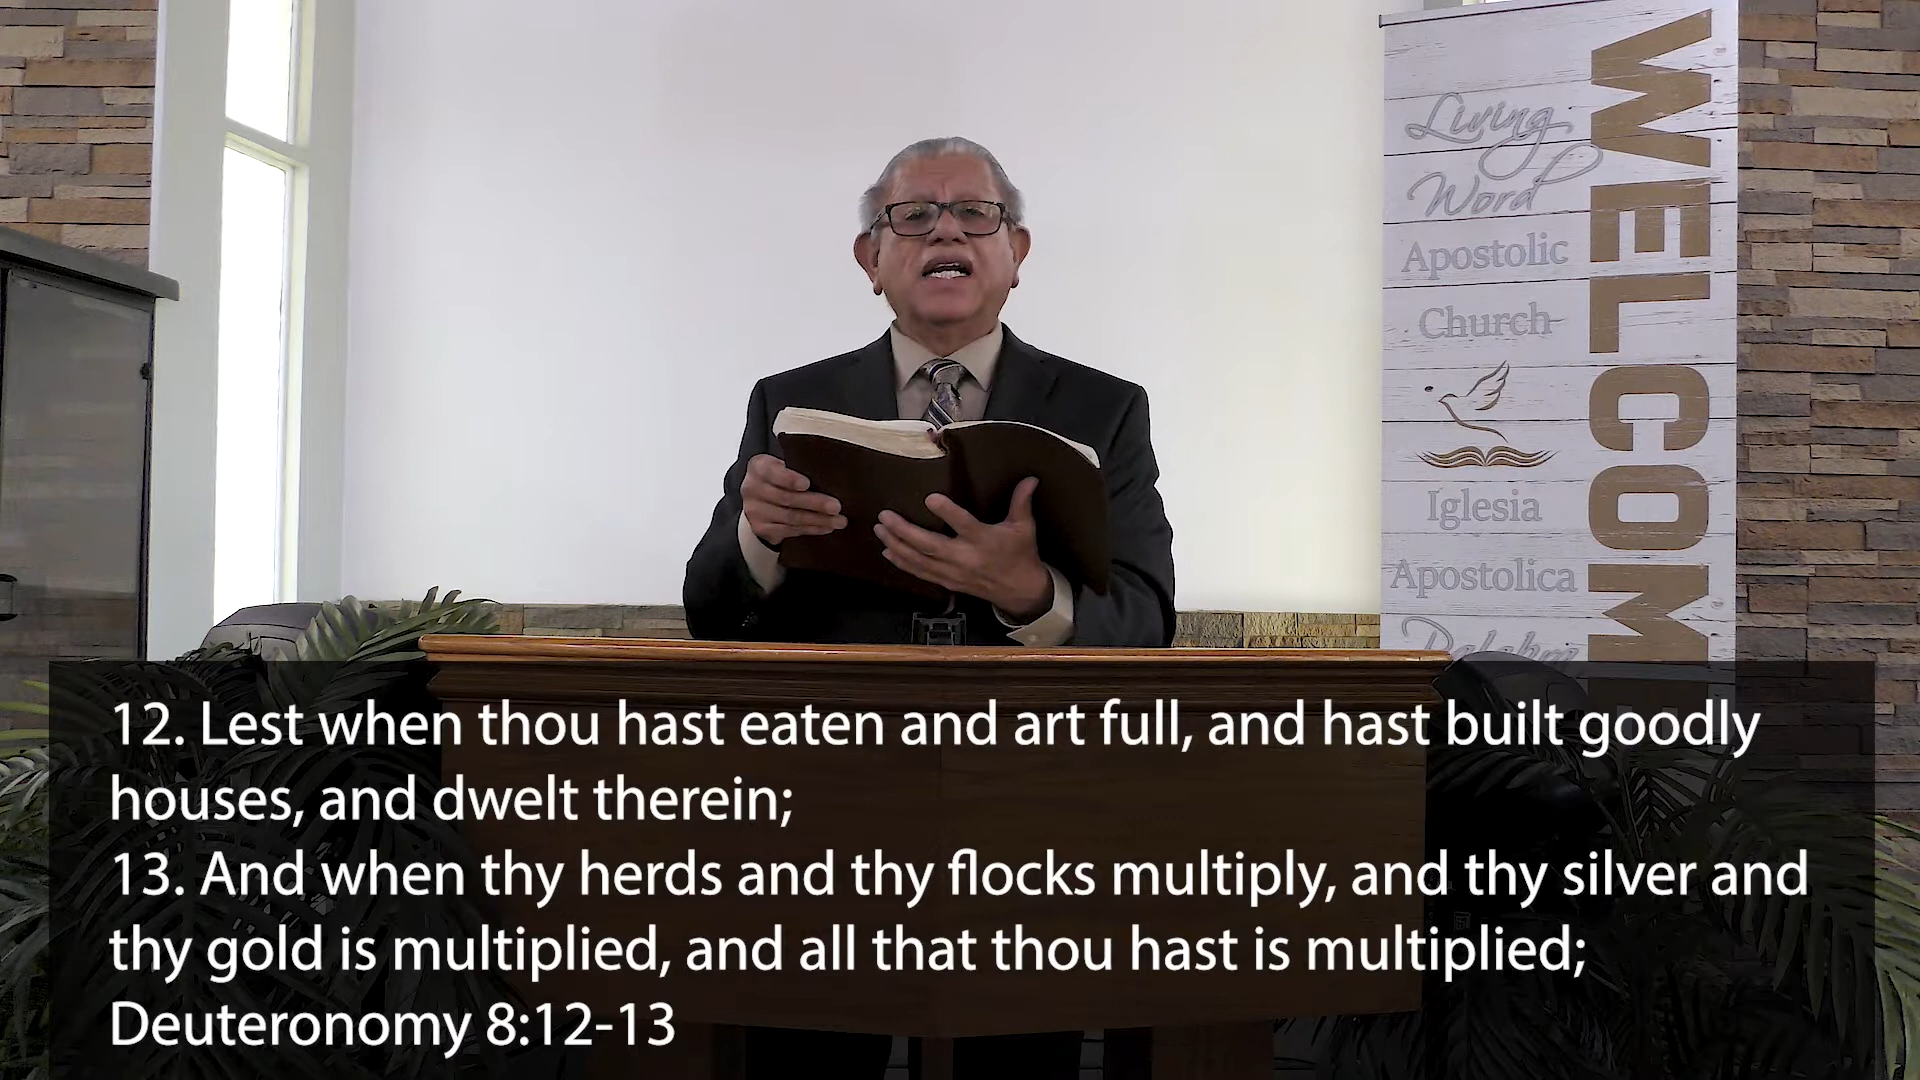 Living
Word
Apostolic
Church
Iglesia
Apostolica
Palabra
WELCOME
12. Lest when thou hast eaten and art full, and hast built goodly
houses, and dwelt therein;
13. And when thy herds and thy flocks multiply, and thy silver and
thy gold is multiplied, and all that thou hast is multiplied;
Deuteronomy 8:12-13